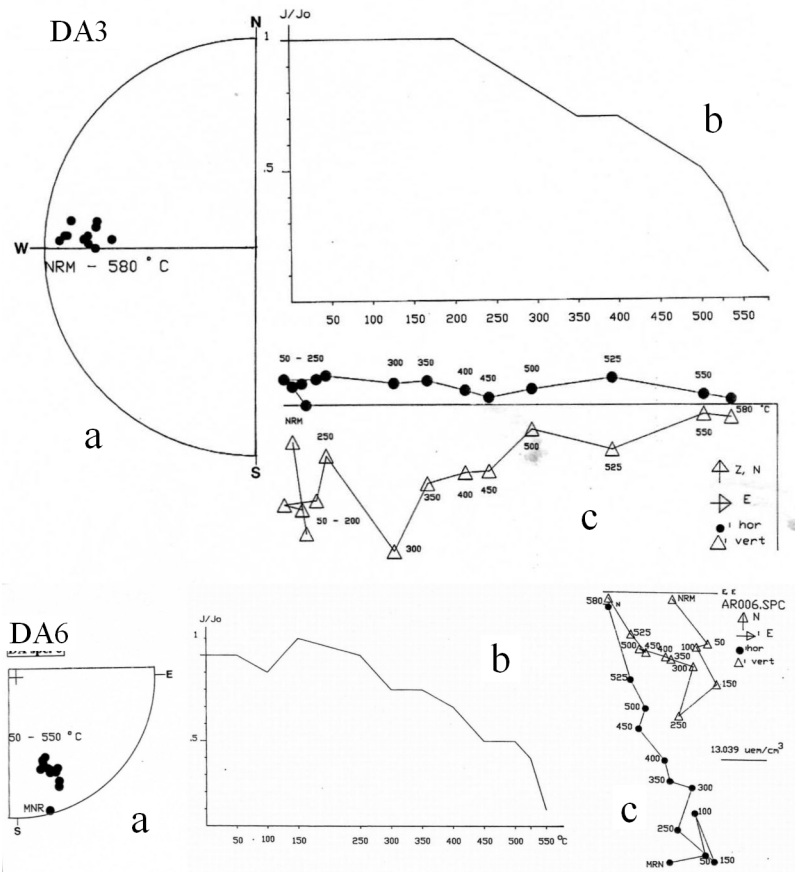 DA3
N
W
NRM - 580 °C
S
a
J/Jo
1
.5
b
50 100 150 200 250 300 350 400 450 500 550
50 - 250
300
350
400
450
500
525
550
580 °C
NRM
250
50 - 200
300
350
400
450
500
525
550
Z, N
E
hor
vert
c
DA6
E
50 - 550 °C
MNR
S
a
J/Jo
1
.5
b
50 · 100 150 200 250 300 350 400 450 500 550 °C
580
N
NRM
E, E
AR006.SPC
N
E
hor
vert
525
500
450
400
350
300
100
50
150
250
525
500
450
400
350
300
100
250
MRN
50
150
13.039 uem/cm³
c